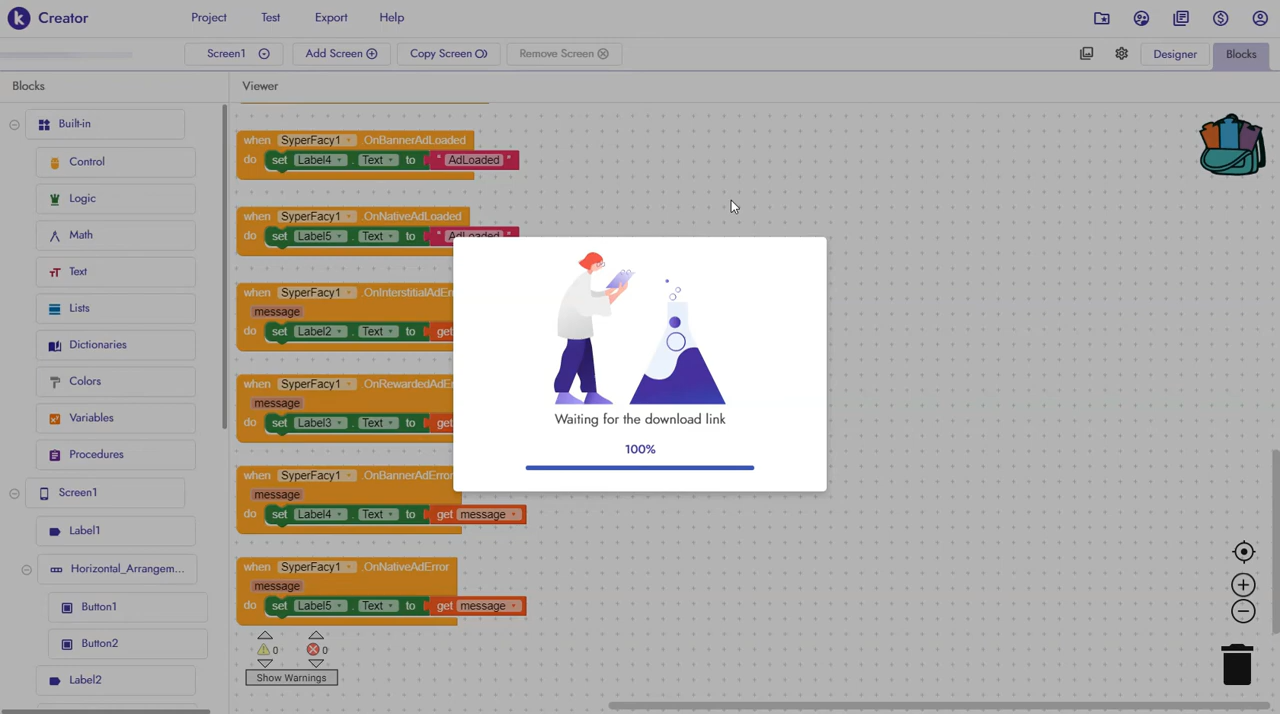 Creator
Project
Test
Export
Help
Screen1
Add Screen
Copy Screen
Remove Screen
Designer
Blocks
Blocks
Viewer
Built-in
Control
Logic
Math
Text
Lists
Dictionaries
Colors
Variables
Procedures
Screen1
Label1
Horizontal_Arrangem...
Button1
Button2
Label2
when SyperFacy1 .OnBannerAdLoaded
do set Label4 . Text to " AdLoaded "
when SyperFacy1 .OnNativeAdLoaded
do set Label5 . Text to " AdLoaded "
when SyperFacy1 .OnInterstitialAdErr
message
do set Label2 . Text to get
when SyperFacy1 .OnRewardedAdEr
message
do set Label3 . Text to get
when SyperFacy1 .OnBannerAdError
message
do set Label4 . Text to get message
when SyperFacy1 .OnNativeAdError
message
do set Label5 . Text to get message
0
0
Show Warnings
Waiting for the download link
100%